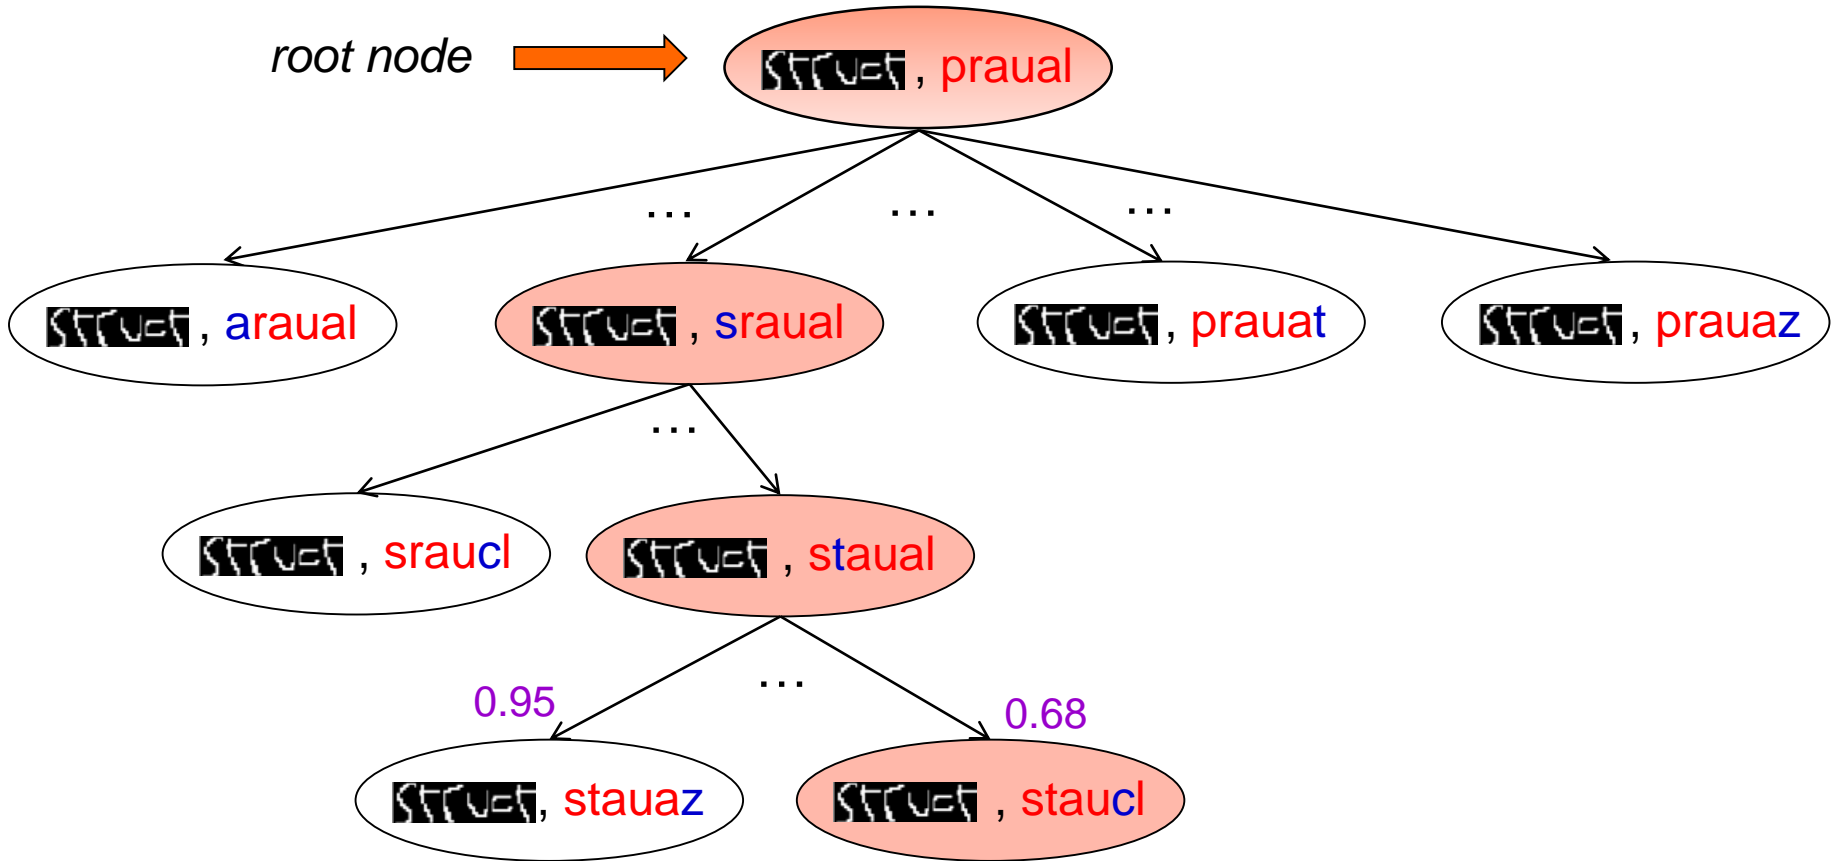 root node
Struct , praual
... ... ...
Struct , araual
Struct , sraual
Struct , prauat
Struct , prauaz
...
Struct , sraucl
Struct , staual
...
0.95
0.68
Struct , stauaz
Struct , staucl